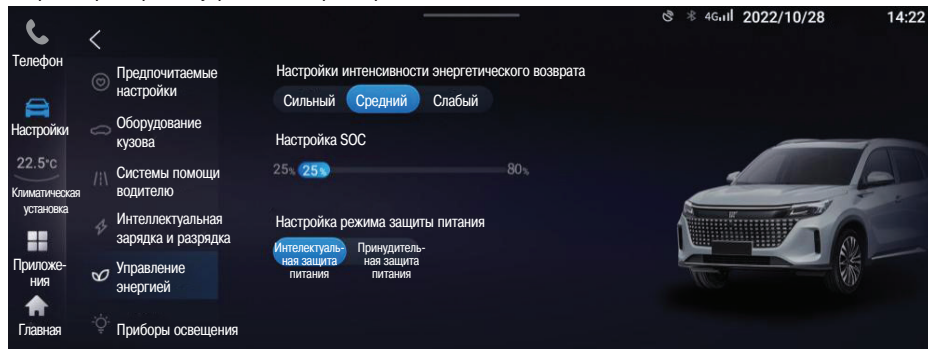 4G 2022/10/28 14:22
Телефон
Настройки
22.5°c
Климатическая
установка
Приложе-
ния
Главная
Предпочитаемые
настройки
Оборудование
кузова
Системы помощи
водителю
Интеллектуальная
зарядка и разрядка
Управление
энергией
Приборы освещения
Настройки интенсивности энергетического возврата
Сильный Средний Слабый
Настройка SOC
25% 25% 80%
Настройка режима защиты питания
Интелектуаль-
ная защита
питания
Принудитель-
ная защита
питания